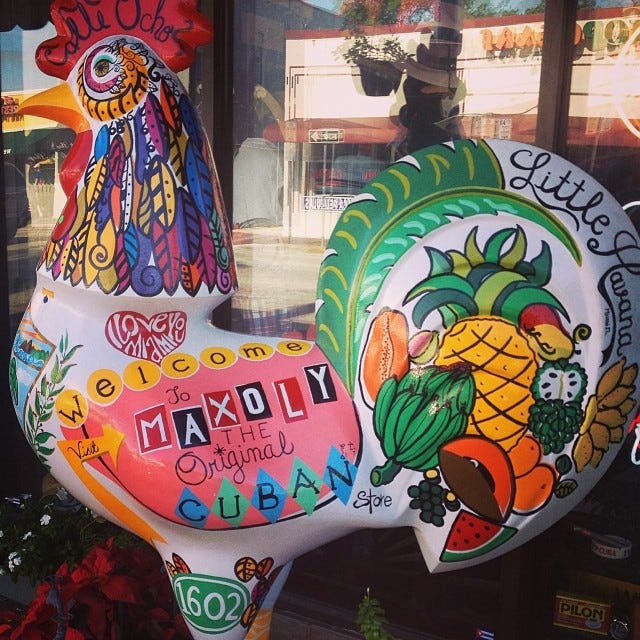 Calle Ocho
I love
Miami
Welcome
To
Visit
MAXOLY
THE
Original
CUBAN
Store
1602
Little Havana
PILON